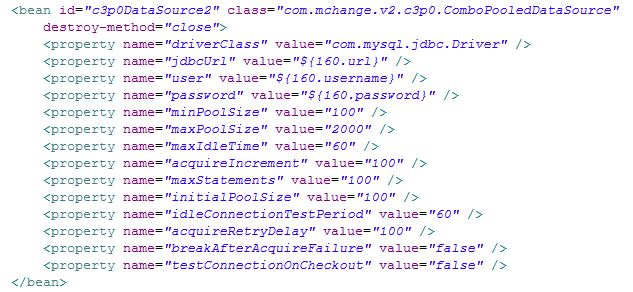 <bean id="c3p0DataSource2" class="com.mchange.v2.c3p0.ComboPooledDataSource"
destroy-method="close">
<property name="driverClass" value="com.mysql.jdbc.Driver" />
<property name="jdbcUrl" value="${160.url}" />
<property name="user" value="${160.username}" />
<property name="password" value="${160.password}" />
<property name="minPoolSize" value="100" />
<property name="maxPoolSize" value="2000" />
<property name="maxIdleTime" value="60" />
<property name="acquireIncrement" value="100" />
<property name="maxStatements" value="100" />
<property name="initialPoolSize" value="100" />
<property name="idleConnectionTestPeriod" value="60" />
<property name="acquireRetryDelay" value="100" />
<property name="breakAfterAcquireFailure" value="false" />
<property name="testConnectionOnCheckout" value="false" />
</bean>